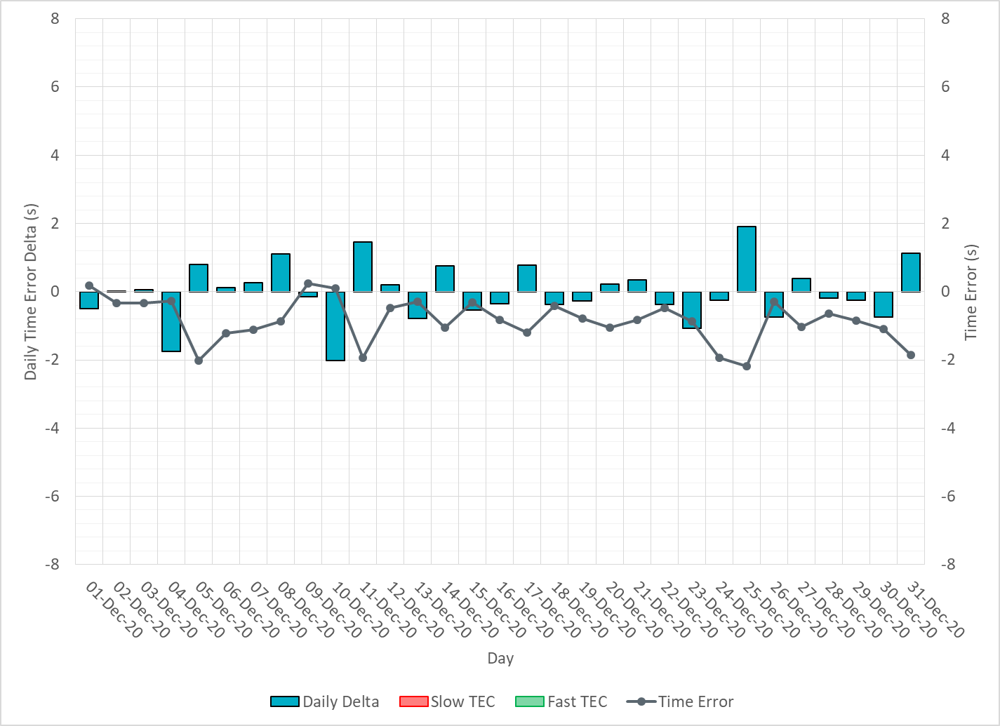 8
6
4
2
0
-2
-4
-6
-8
Daily Time Error Delta (s)
8
6
4
2
0
-2
-4
-6
-8
Time Error (s)
01-Dec-20
02-Dec-20
03-Dec-20
04-Dec-20
05-Dec-20
06-Dec-20
07-Dec-20
08-Dec-20
09-Dec-20
10-Dec-20
11-Dec-20
12-Dec-20
13-Dec-20
14-Dec-20
15-Dec-20
16-Dec-20
17-Dec-20
18-Dec-20
19-Dec-20
20-Dec-20
21-Dec-20
22-Dec-20
23-Dec-20
24-Dec-20
25-Dec-20
26-Dec-20
27-Dec-20
28-Dec-20
29-Dec-20
30-Dec-20
31-Dec-20
Day
Daily Delta Slow TEC Fast TEC Time Error